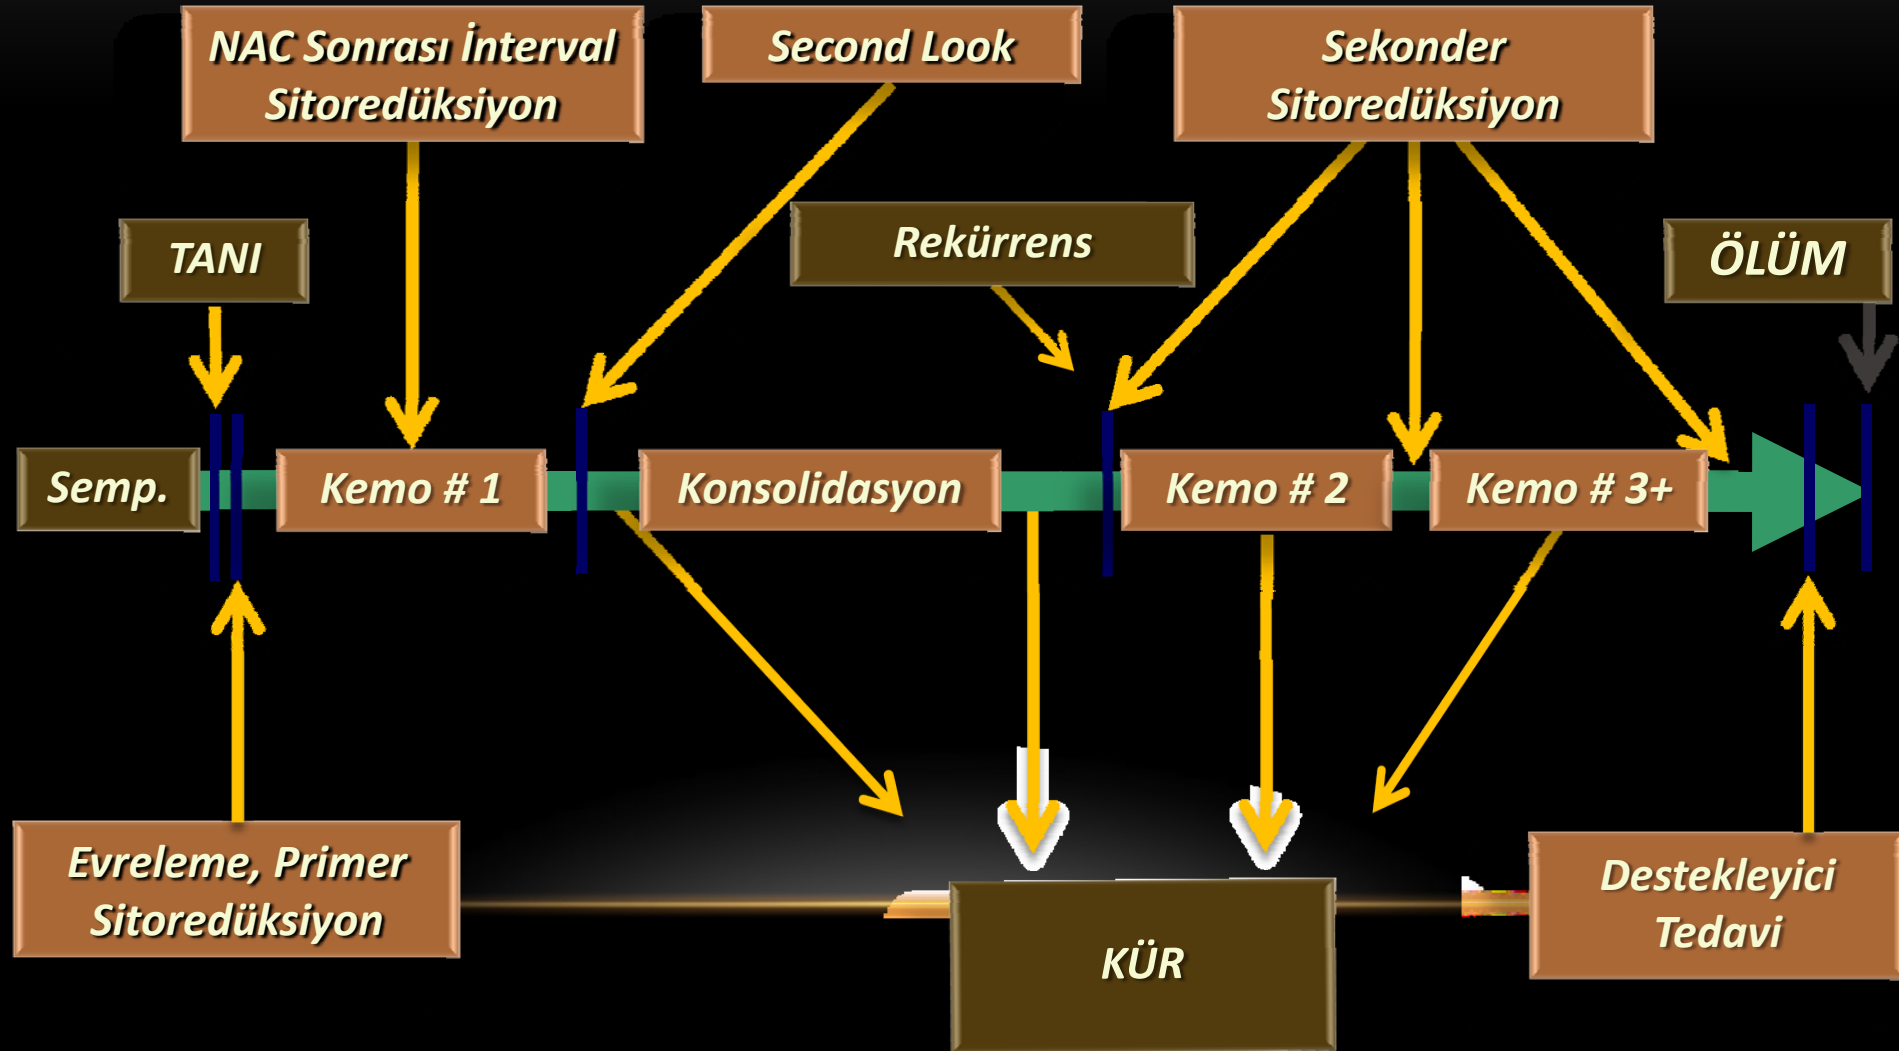 NAC Sonrası İnterval
Sitoredüksiyon
Second Look
Sekonder
Sitoredüksiyon
TANI
Rekürrens
ÖLÜM
Semp.
Kemo # 1
Konsolidasyon
Kemo # 2
Kemo # 3+
Evreleme, Primer
Sitoredüksiyon
KÜR
Destekleyici
Tedavi